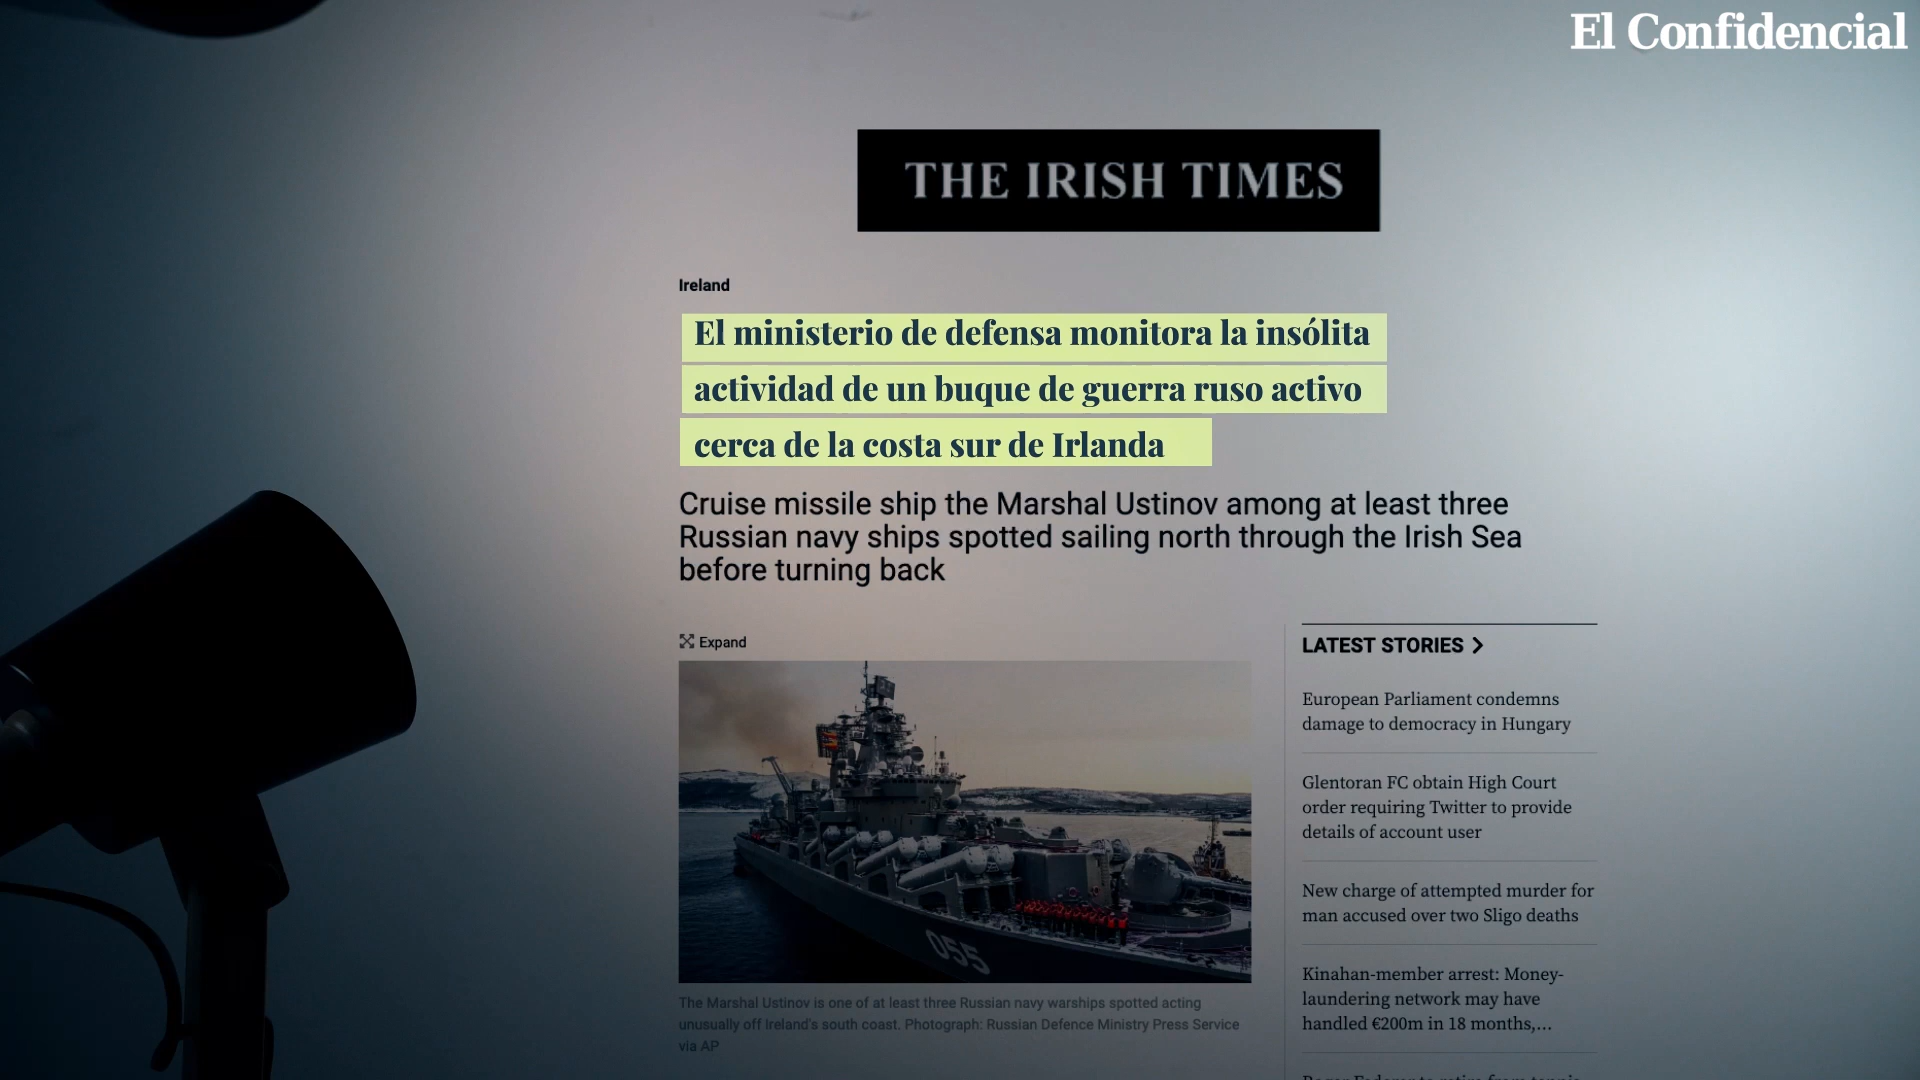 El Confidencial
THE IRISH TIMES
Ireland
El ministerio de defensa monitora la insólita
actividad de un buque de guerra ruso activo
cerca de la costa sur de Irlanda
Cruise missile ship the Marshal Ustinov among at least three
Russian navy ships spotted sailing north through the Irish Sea
before turning back
Expand
LATEST STORIES
European Parliament condemns
damage to democracy in Hungary
Glentoran FC obtain High Court
order requiring Twitter to provide
details of account user
New charge of attempted murder for
man accused over two Sligo deaths
Kinahan-member arrest: Money-
laundering network may have
handled €200m in 18 months,...
055
The Marshal Ustinov is one of at least three Russian navy warships spotted acting
unusually off Ireland's south coast. Photograph: Russian Defence Ministry Press Service
via AP